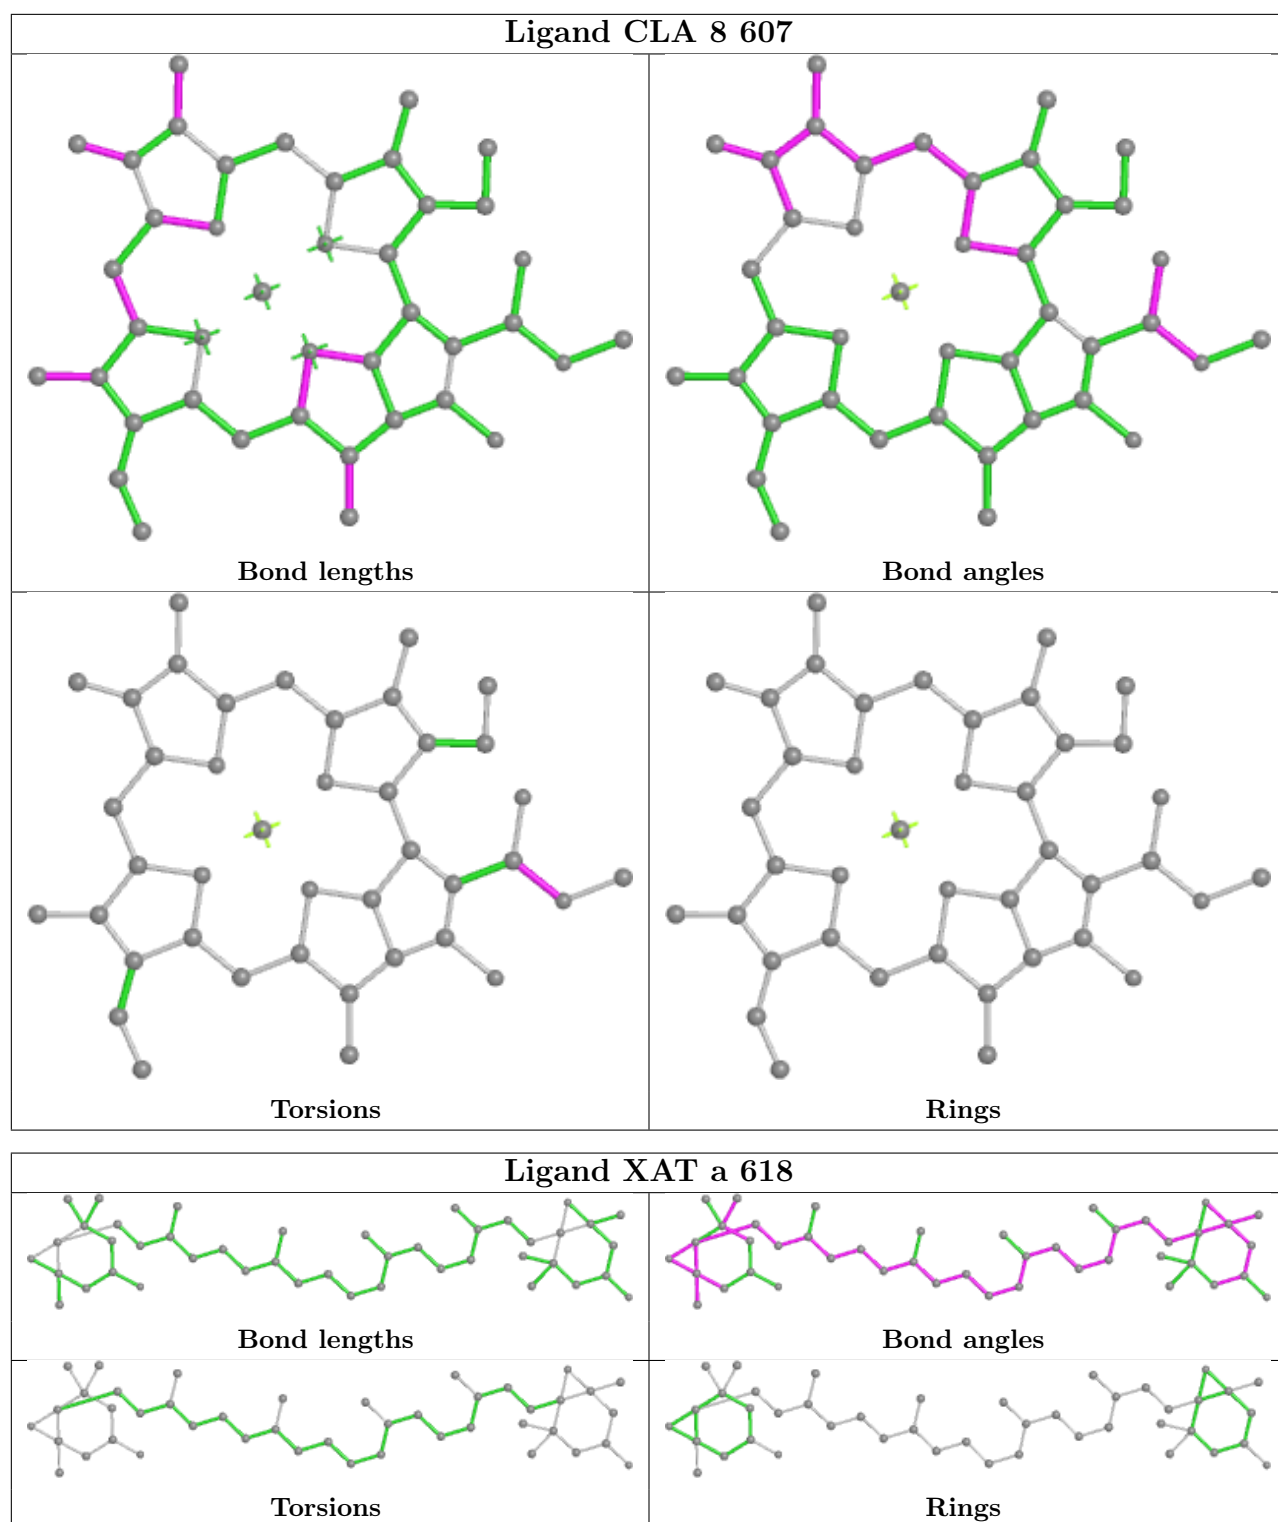 Ligand CLA 8 607
Bond lengths
Bond angles
Torsions
Rings
Ligand XAT a 618
Bond lengths
Bond angles
Torsions
Rings